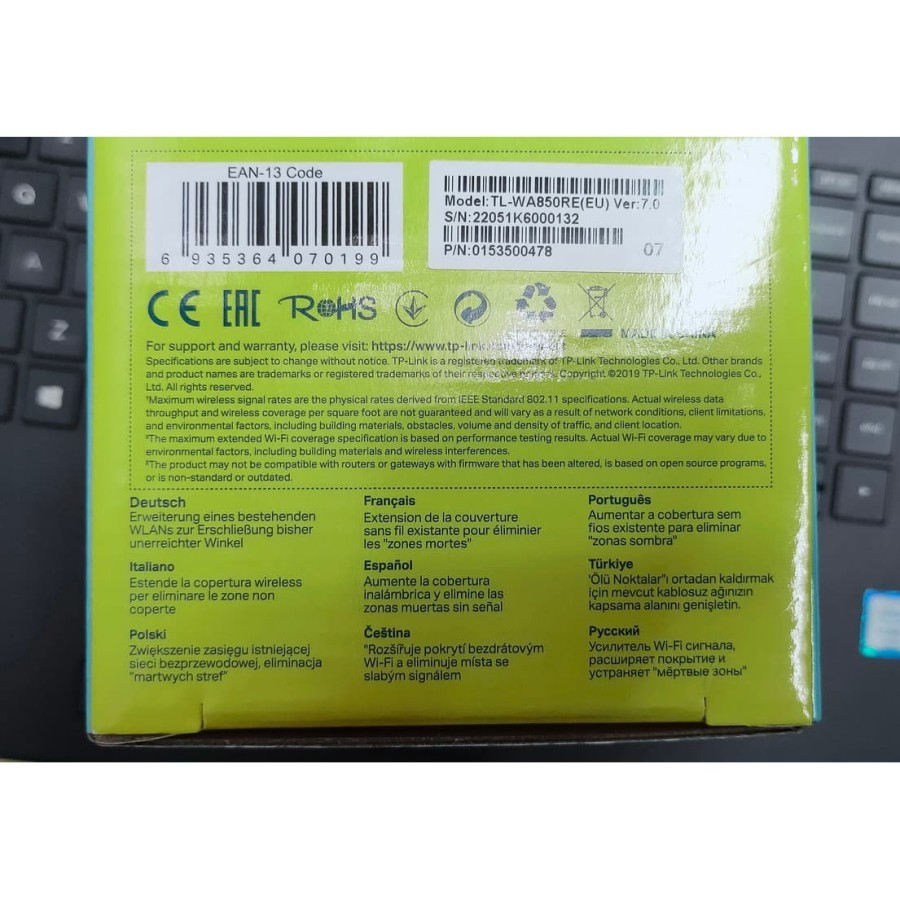 EAN-13 Code
6 935364 070199
Model:TL-WA850RE(EU) Ver:7.0
S/N:22051K6000132
P/N:0153500478
07
CE EAC RoHS
For support and warranty, please visit: https://www.tp-link.com
Specifications are subject to change without notice. TP-Link is a registered trademark of TP-Link Technologies Co., Ltd. Other brands
and product names are trademarks or registered trademarks of their respective holders. Copyright ©2019 TP-Link Technologies Co.,
Ltd. All rights reserved.
†Maximum wireless signal rates are the physical rates derived from IEEE Standard 802.11 specifications. Actual wireless data
throughput and wireless coverage per square foot are not guaranteed and will vary as a result of network conditions, client limitations,
and environmental factors, including building materials, obstacles, volume and density of traffic, and client location.
‡The maximum extended Wi-Fi coverage specification is based on performance testing results. Actual Wi-Fi coverage may vary due to
environmental factors, including building materials and wireless interferences.
The product may not be compatible with routers or gateways with firmware that has been altered, is based on open source programs,
or is non-standard or outdated.
Deutsch
Erweiterung eines bestehenden
WLANs zur Erschließung bisher
unerreichter Winkel
Français
Extension de la couverture
sans fil existante pour éliminier
les "zones mortes"
Português
Aumentar a cobertura sem
fios existente para eliminar
"zonas sombra"
Italiano
Estende la copertura wireless
per eliminare le zone non
coperte
Español
Aumente la cobertura
inalámbrica y elimine las
zonas muertas sin señal
Türkiye
'Ölü Noktalar"ı ortadan kaldırmak
için mevcut kablosuz ağınızın
kapsama alanını genişletin.
Polski
Zwiększenie zasięgu istniejącej
sieci bezprzewodowej, eliminacja
"martwych stref"
Čeština
"Rozšiřuje pokrytí bezdrátovým
Wi-Fi a eliminuje místa se
slabým signálem
Русский
Усилитель Wi-Fi сигнала,
расширяет покрытие и
устраняет "мёртвые зоны"
Z